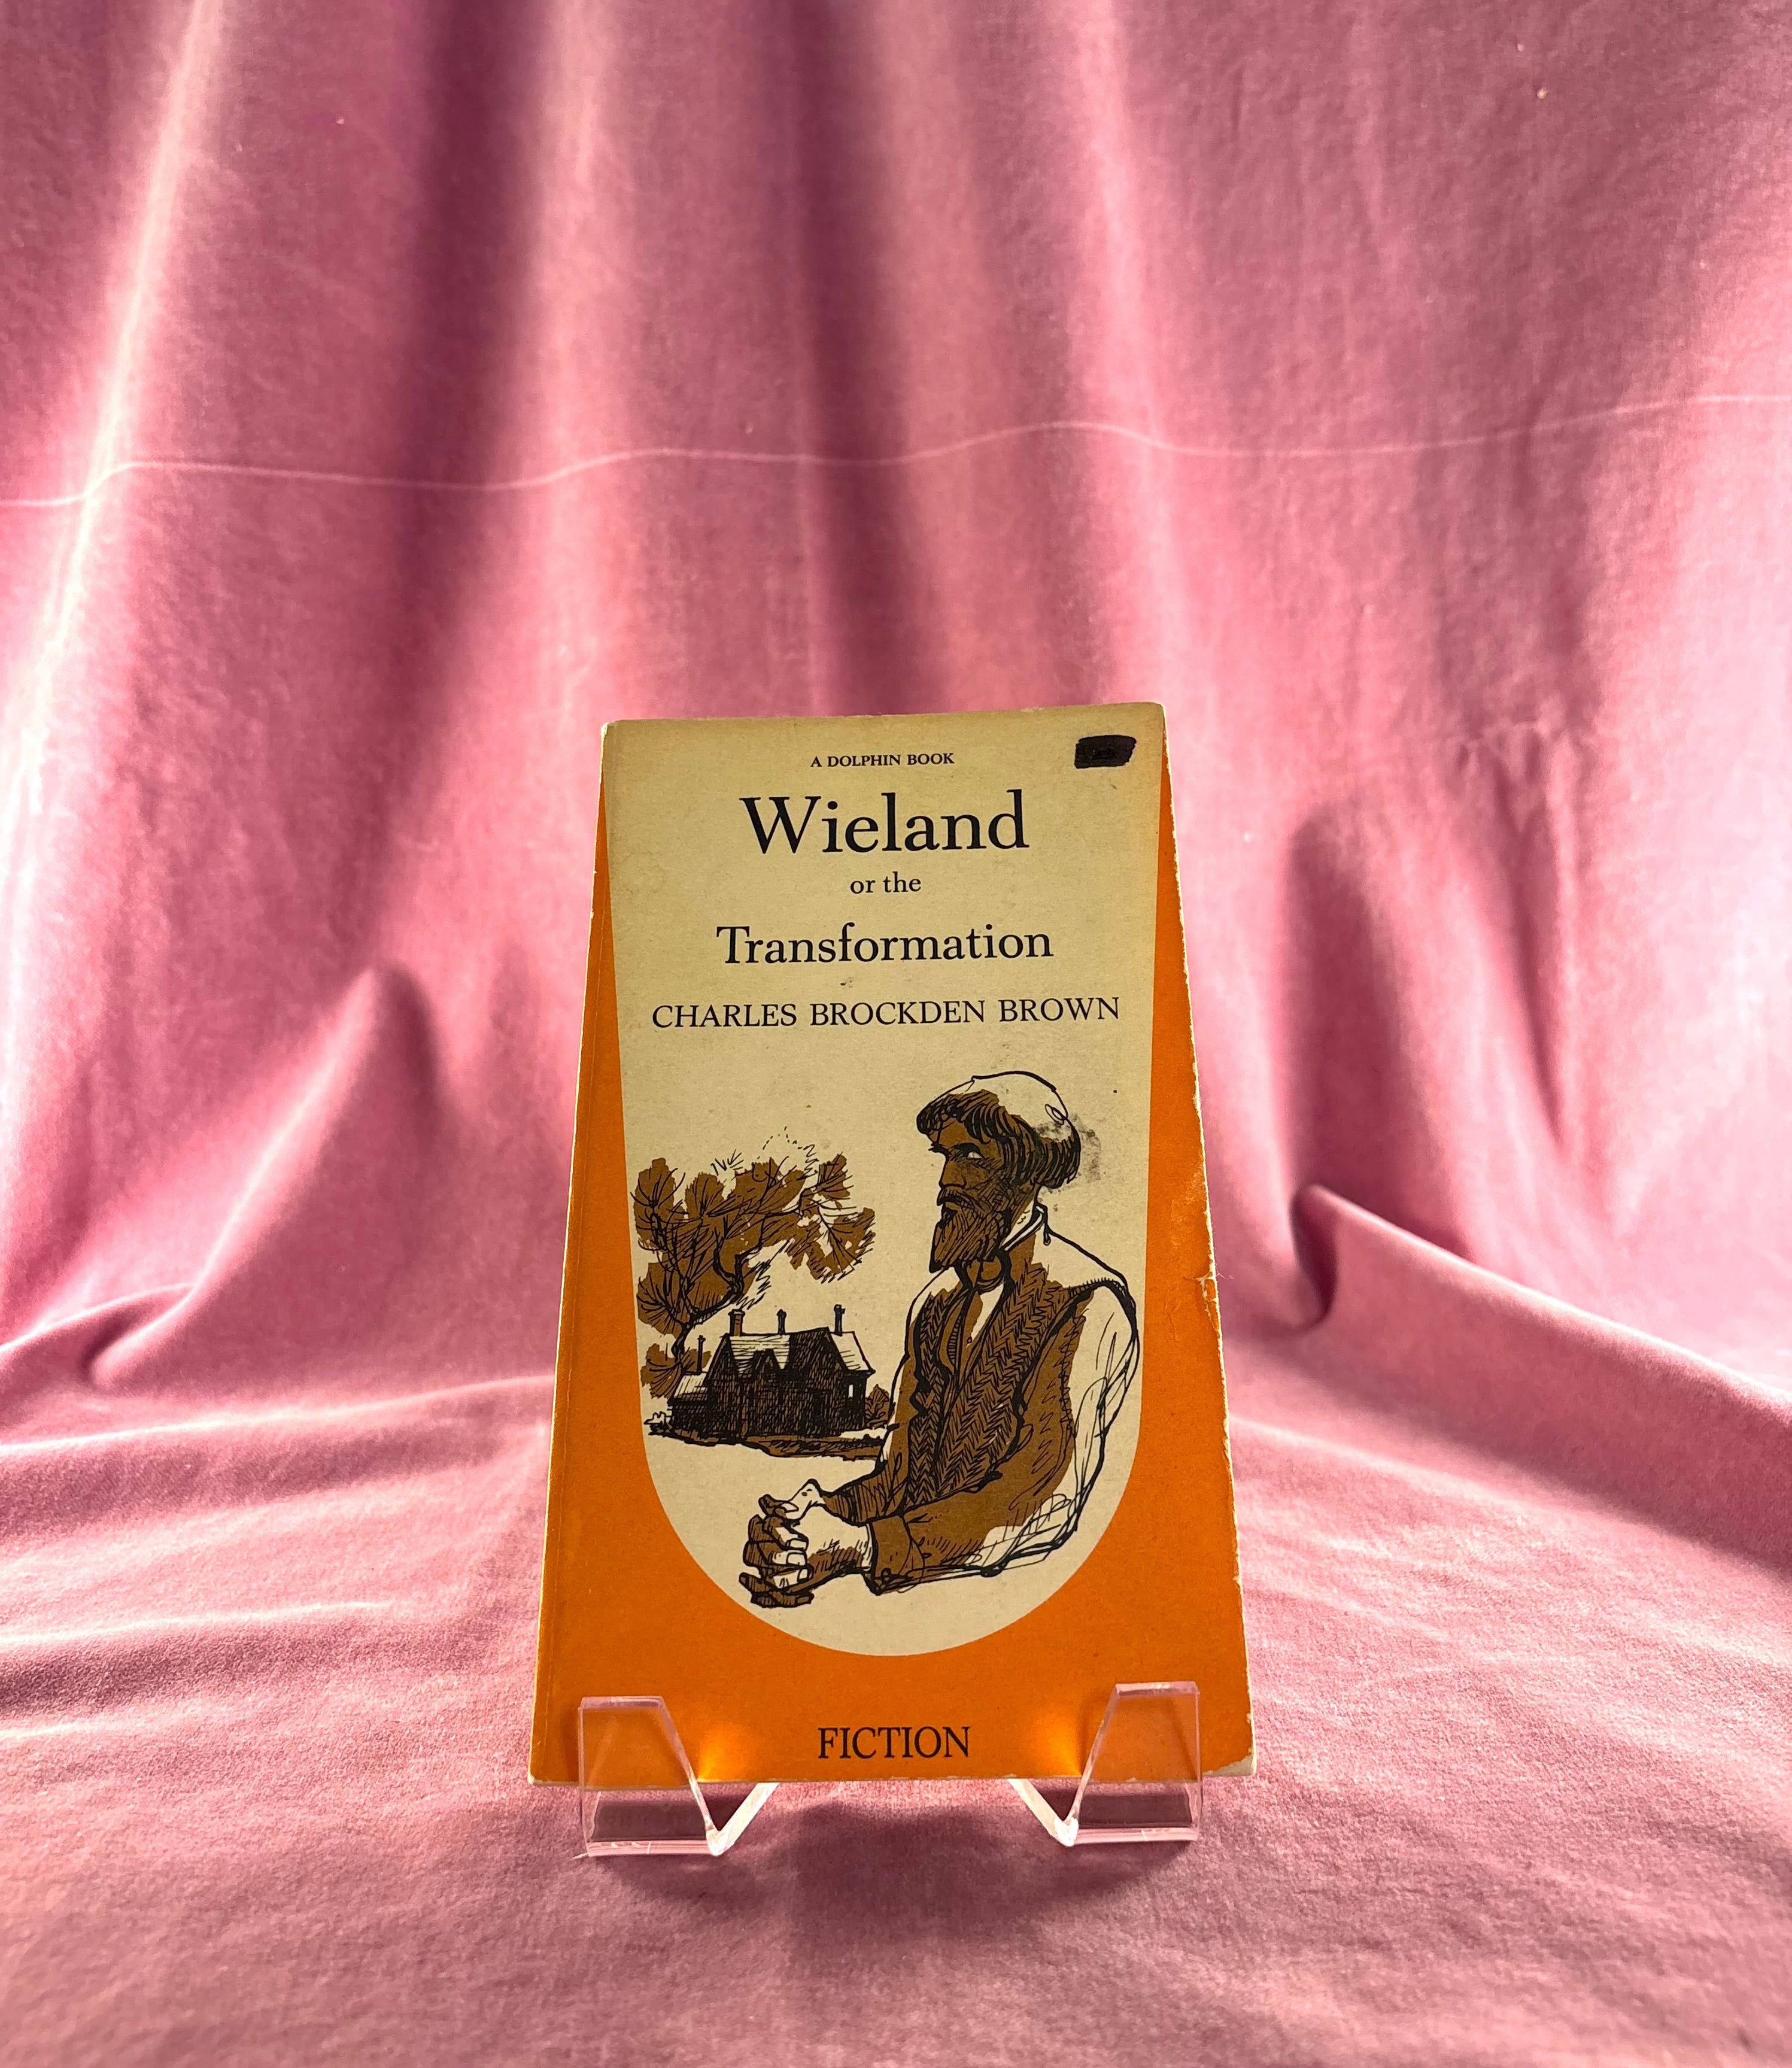 A DOLPHIN BOOK
Wieland
or the
Transformation
CHARLES BROCKDEN BROWN
FICTION